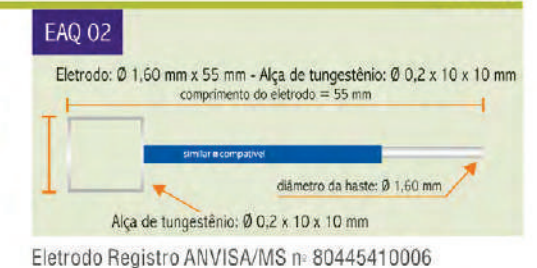 EAQ 02
Eletrodo: Ø 1,60 mm x 55 mm - Alça de tungestênio: Ø 0,2 x 10 x 10 mm
comprimento do eletrodo = 55 mm
similar e compatível
diâmetro da haste: Ø 1,60 mm
Alça de tungestênio: Ø 0,2 x 10 x 10 mm
Eletrodo Registro ANVISA/MS nº 80445410006